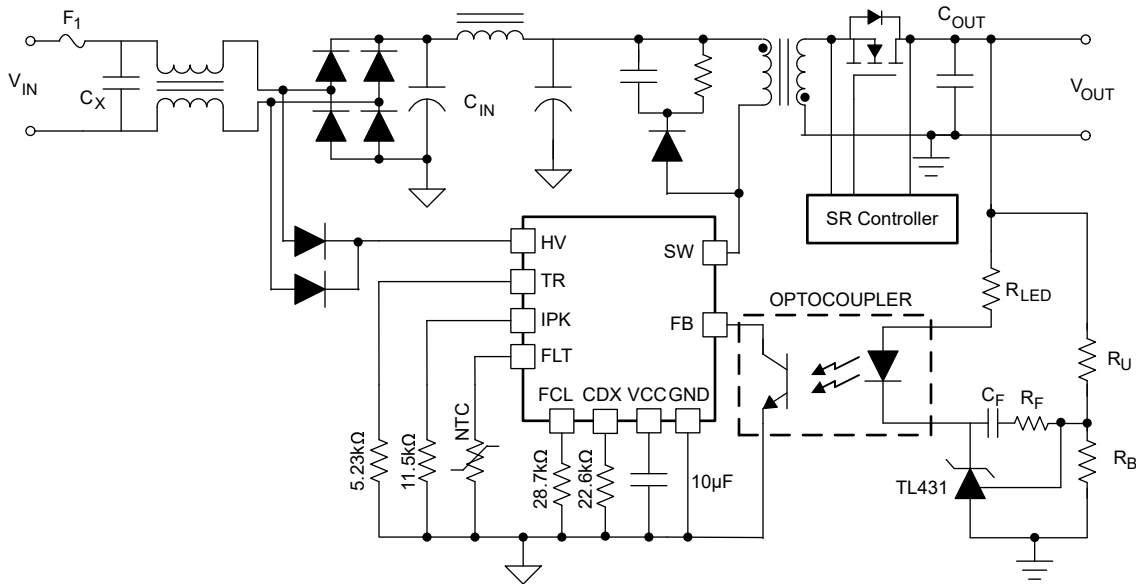 F1
COUT
VIN
CX
CIN
VOUT
SR Controller
HV
SW
TR
OPTOCOUPLER
RLED
IPK
FB
FLT
RU
FCL
CDX
VCC
GND
CF
RF
NTC
5.23kΩ
11.5kΩ
28.7kΩ
22.6kΩ
10µF
TL431
RB